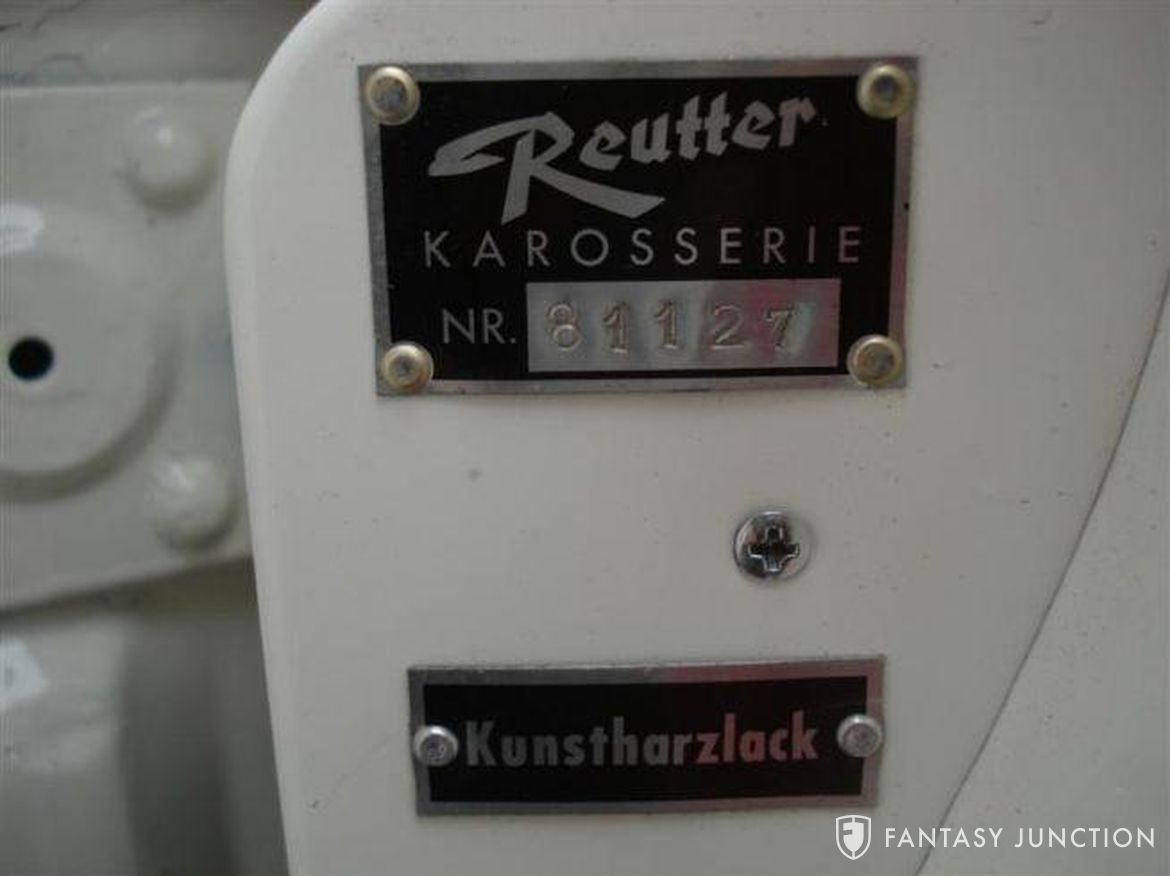 Reutter
KAROSSERIE
NR. 81127
Kunstharzlack
FANTASY JUNCTION